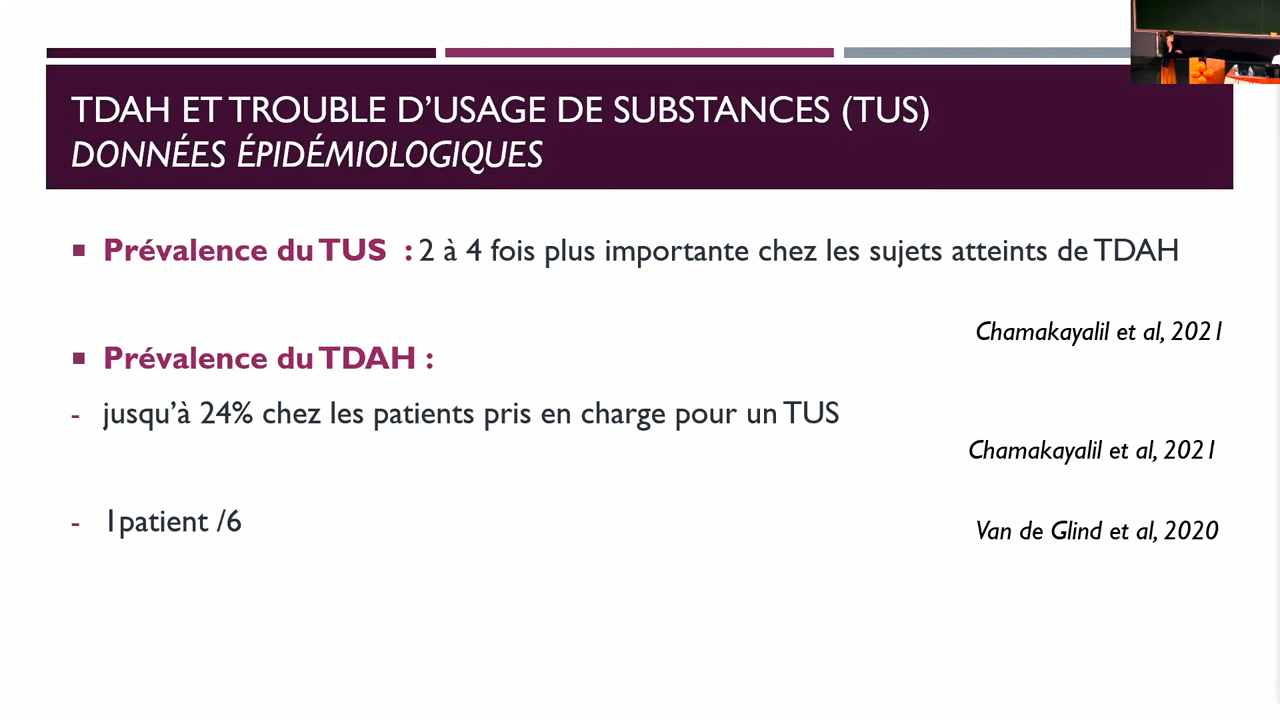 TDAH ET TROUBLE D’USAGE DE SUBSTANCES (TUS)
DONNÉES ÉPIDÉMIOLOGIQUES
▪ Prévalence du TUS : 2 à 4 fois plus importante chez les sujets atteints de TDAH
Chamakayalil et al, 2021
▪ Prévalence du TDAH :
- jusqu’à 24% chez les patients pris en charge pour un TUS
Chamakayalil et al, 2021
- 1patient /6
Van de Glind et al, 2020